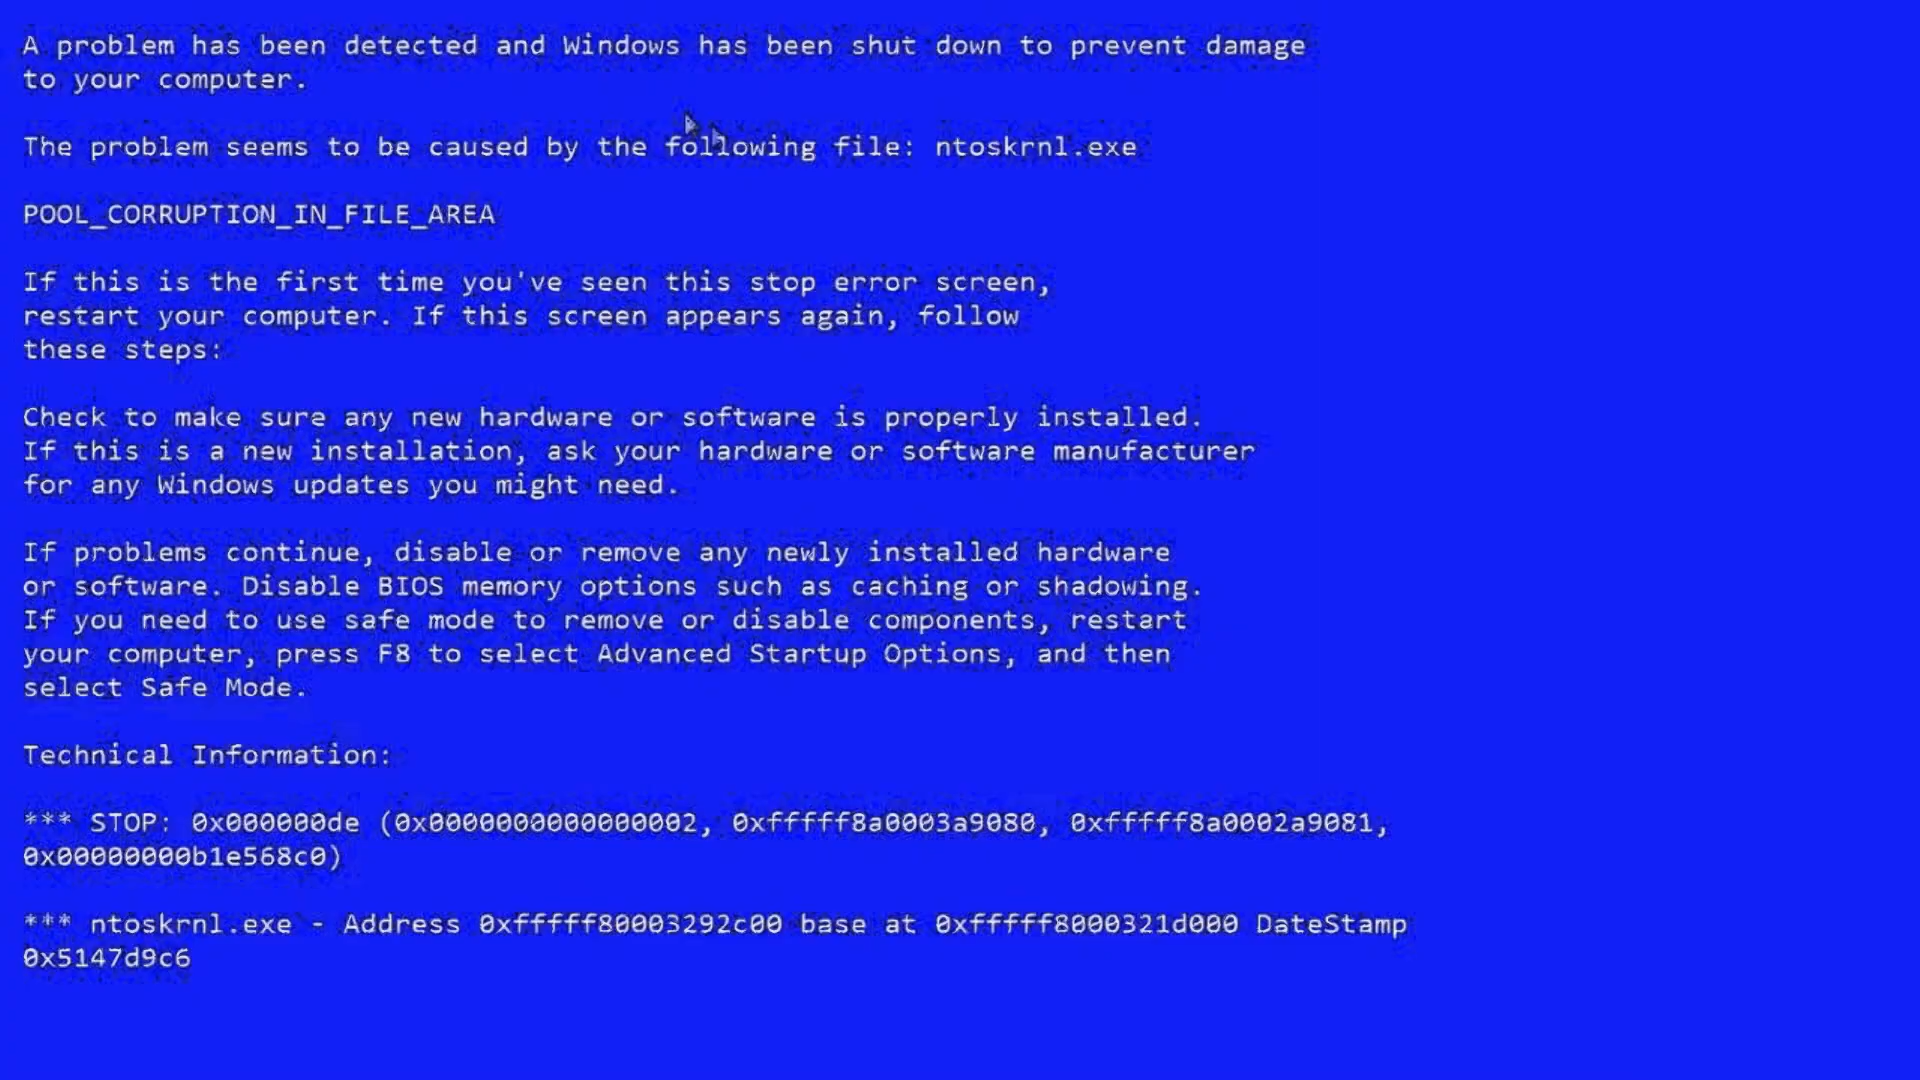 A problem has been detected and Windows has been shut down to prevent damage
to your computer.
The problem seems to be caused by the following file: ntoskrnl.exe
POOL_CORRUPTION_IN_FILE_AREA
If this is the first time you've seen this stop error screen,
restart your computer. If this screen appears again, follow
these steps:
Check to make sure any new hardware or software is properly installed.
If this is a new installation, ask your hardware or software manufacturer
for any Windows updates you might need.
If problems continue, disable or remove any newly installed hardware
or software. Disable BIOS memory options such as caching or shadowing.
If you need to use safe mode to remove or disable components, restart
your computer, press F8 to select Advanced Startup Options, and then
select Safe Mode.
Technical Information:
*** STOP: 0x000000de (0x0000000000000002, 0xfffff8a0003a9080, 0xfffff8a0002a9081,
0x00000000b1e568c0)
*** ntoskrnl.exe - Address 0xfffff80003292c00 base at 0xfffff8000321d000 DateStamp
0x5147d9c6